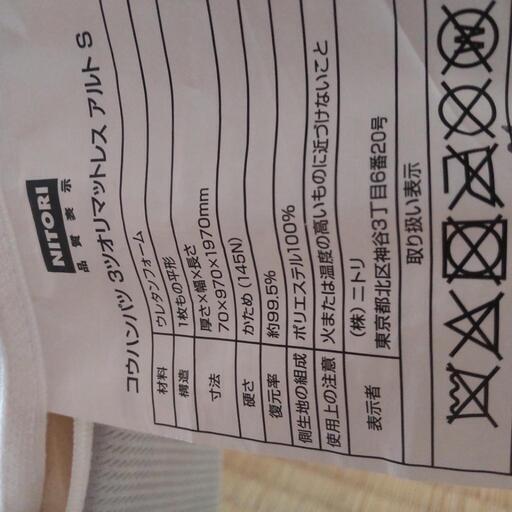 NITORI
品質表示
コウハンパツ 3ツオリマットレス アルト S
材料 ウレタンフォーム
構造 1枚もの平形
寸法 厚さ×幅×長さ
70×970×1970mm
硬さ かため (145N)
復元率 約99.5%
側生地の組成 ポリエステル100%
使用上の注意 火または温度の高いものに近づけないこと
表示者 (株) ニトリ
東京都北区神谷3丁目6番20号
取り扱い表示
W